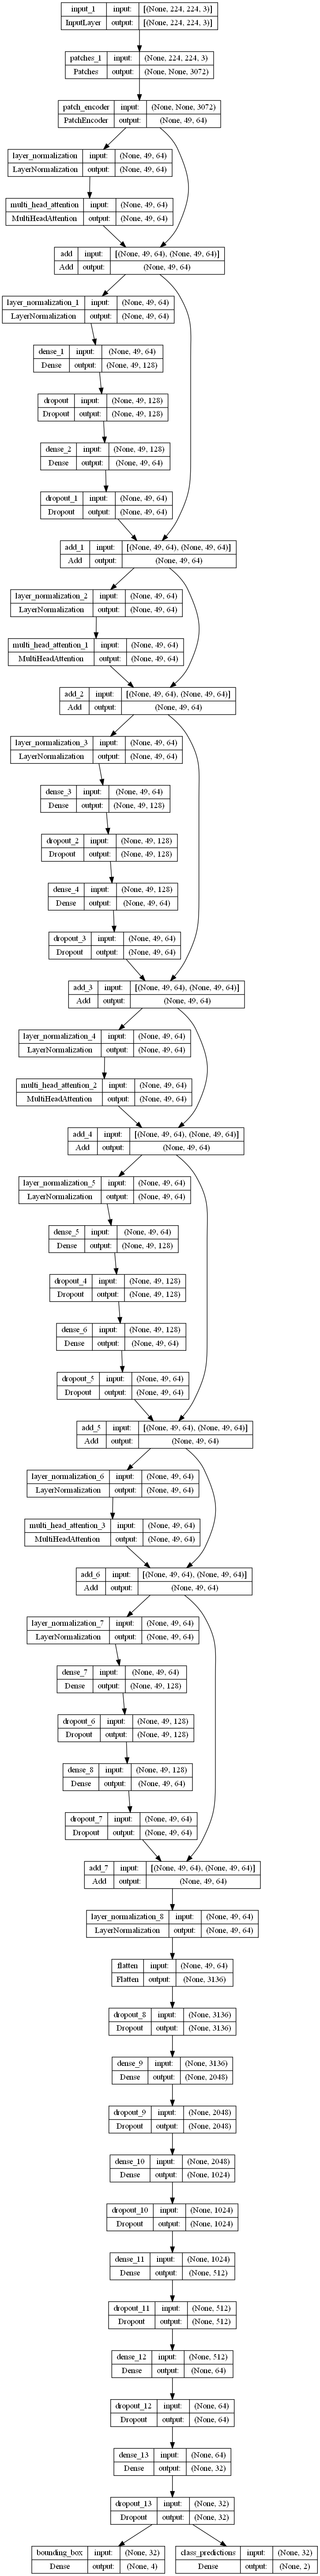 input_1 input: [(None, 224, 224, 3)]
InputLayer output: [(None, 224, 224, 3)]
patches_1 input: (None, 224, 224, 3)
Patches output: (None, None, 3072)
patch_encoder input: (None, None, 3072)
PatchEncoder output: (None, 49, 64)
layer_normalization input: (None, 49, 64)
LayerNormalization output: (None, 49, 64)
multi_head_attention input: (None, 49, 64)
MultiHeadAttention output: (None, 49, 64)
add input: [(None, 49, 64), (None, 49, 64)]
Add output: (None, 49, 64)
layer_normalization_1 input: (None, 49, 64)
LayerNormalization output: (None, 49, 64)
dense_1 input: (None, 49, 64)
Dense output: (None, 49, 128)
dropout input: (None, 49, 128)
Dropout output: (None, 49, 128)
dense_2 input: (None, 49, 128)
Dense output: (None, 49, 64)
dropout_1 input: (None, 49, 64)
Dropout output: (None, 49, 64)
add_1 input: [(None, 49, 64), (None, 49, 64)]
Add output: (None, 49, 64)
layer_normalization_2 input: (None, 49, 64)
LayerNormalization output: (None, 49, 64)
multi_head_attention_1 input: (None, 49, 64)
MultiHeadAttention output: (None, 49, 64)
add_2 input: [(None, 49, 64), (None, 49, 64)]
Add output: (None, 49, 64)
layer_normalization_3 input: (None, 49, 64)
LayerNormalization output: (None, 49, 64)
dense_3 input: (None, 49, 64)
Dense output: (None, 49, 128)
dropout_2 input: (None, 49, 128)
Dropout output: (None, 49, 128)
dense_4 input: (None, 49, 128)
Dense output: (None, 49, 64)
dropout_3 input: (None, 49, 64)
Dropout output: (None, 49, 64)
add_3 input: [(None, 49, 64), (None, 49, 64)]
Add output: (None, 49, 64)
layer_normalization_4 input: (None, 49, 64)
LayerNormalization output: (None, 49, 64)
multi_head_attention_2 input: (None, 49, 64)
MultiHeadAttention output: (None, 49, 64)
add_4 input: [(None, 49, 64), (None, 49, 64)]
Add output: (None, 49, 64)
layer_normalization_5 input: (None, 49, 64)
LayerNormalization output: (None, 49, 64)
dense_5 input: (None, 49, 64)
Dense output: (None, 49, 128)
dropout_4 input: (None, 49, 128)
Dropout output: (None, 49, 128)
dense_6 input: (None, 49, 128)
Dense output: (None, 49, 64)
dropout_5 input: (None, 49, 64)
Dropout output: (None, 49, 64)
add_5 input: [(None, 49, 64), (None, 49, 64)]
Add output: (None, 49, 64)
layer_normalization_6 input: (None, 49, 64)
LayerNormalization output: (None, 49, 64)
multi_head_attention_3 input: (None, 49, 64)
MultiHeadAttention output: (None, 49, 64)
add_6 input: [(None, 49, 64), (None, 49, 64)]
Add output: (None, 49, 64)
layer_normalization_7 input: (None, 49, 64)
LayerNormalization output: (None, 49, 64)
dense_7 input: (None, 49, 64)
Dense output: (None, 49, 128)
dropout_6 input: (None, 49, 128)
Dropout output: (None, 49, 128)
dense_8 input: (None, 49, 128)
Dense output: (None, 49, 64)
dropout_7 input: (None, 49, 64)
Dropout output: (None, 49, 64)
add_7 input: [(None, 49, 64), (None, 49, 64)]
Add output: (None, 49, 64)
layer_normalization_8 input: (None, 49, 64)
LayerNormalization output: (None, 49, 64)
flatten input: (None, 49, 64)
Flatten output: (None, 3136)
dropout_8 input: (None, 3136)
Dropout output: (None, 3136)
dense_9 input: (None, 3136)
Dense output: (None, 2048)
dropout_9 input: (None, 2048)
Dropout output: (None, 2048)
dense_10 input: (None, 2048)
Dense output: (None, 1024)
dropout_10 input: (None, 1024)
Dropout output: (None, 1024)
dense_11 input: (None, 1024)
Dense output: (None, 512)
dropout_11 input: (None, 512)
Dropout output: (None, 512)
dense_12 input: (None, 512)
Dense output: (None, 64)
dropout_12 input: (None, 64)
Dropout output: (None, 64)
dense_13 input: (None, 64)
Dense output: (None, 32)
dropout_13 input: (None, 32)
Dropout output: (None, 32)
bounding_box input: (None, 32)
Dense output: (None, 4)
class_predictions input: (None, 32)
Dense output: (None, 2)